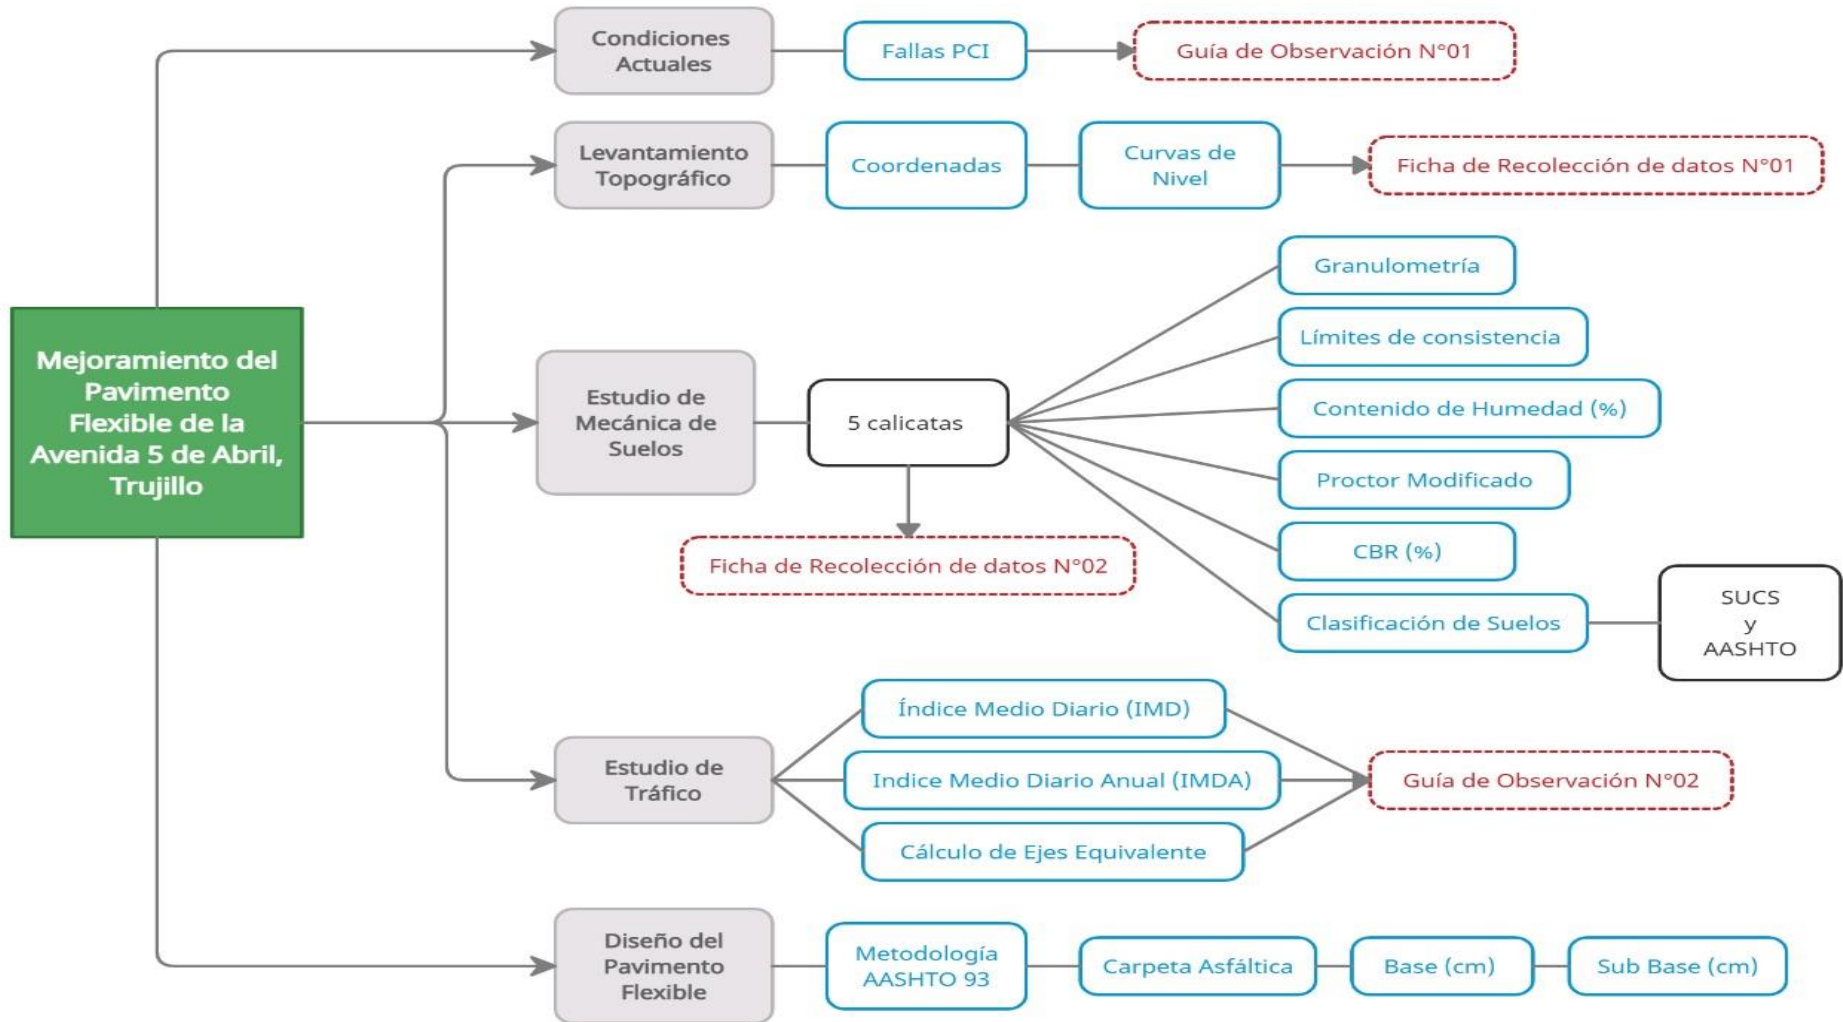 Condiciones
Actuales
Fallas PCI
Guía de Observación N°01
Levantamiento
Topográfico
Coordenadas
Curvas de
Nivel
Ficha de Recolección de datos N°01
Mejoramiento del
Pavimento
Flexible de la
Avenida 5 de Abril,
Trujillo
Estudio de
Mecánica de
Suelos
5 calicatas
Ficha de Recolección de datos N°02
Granulometría
Límites de consistencia
Contenido de Humedad (%)
Proctor Modificado
CBR (%)
Clasificación de Suelos
SUCS
y
AASHTO
Estudio de
Tráfico
Índice Medio Diario (IMD)
Indice Medio Diario Anual (IMDA)
Cálculo de Ejes Equivalente
Guía de Observación N°02
Diseño del
Pavimento
Flexible
Metodología
AASHTO 93
Carpeta Asfáltica
Base (cm)
Sub Base (cm)